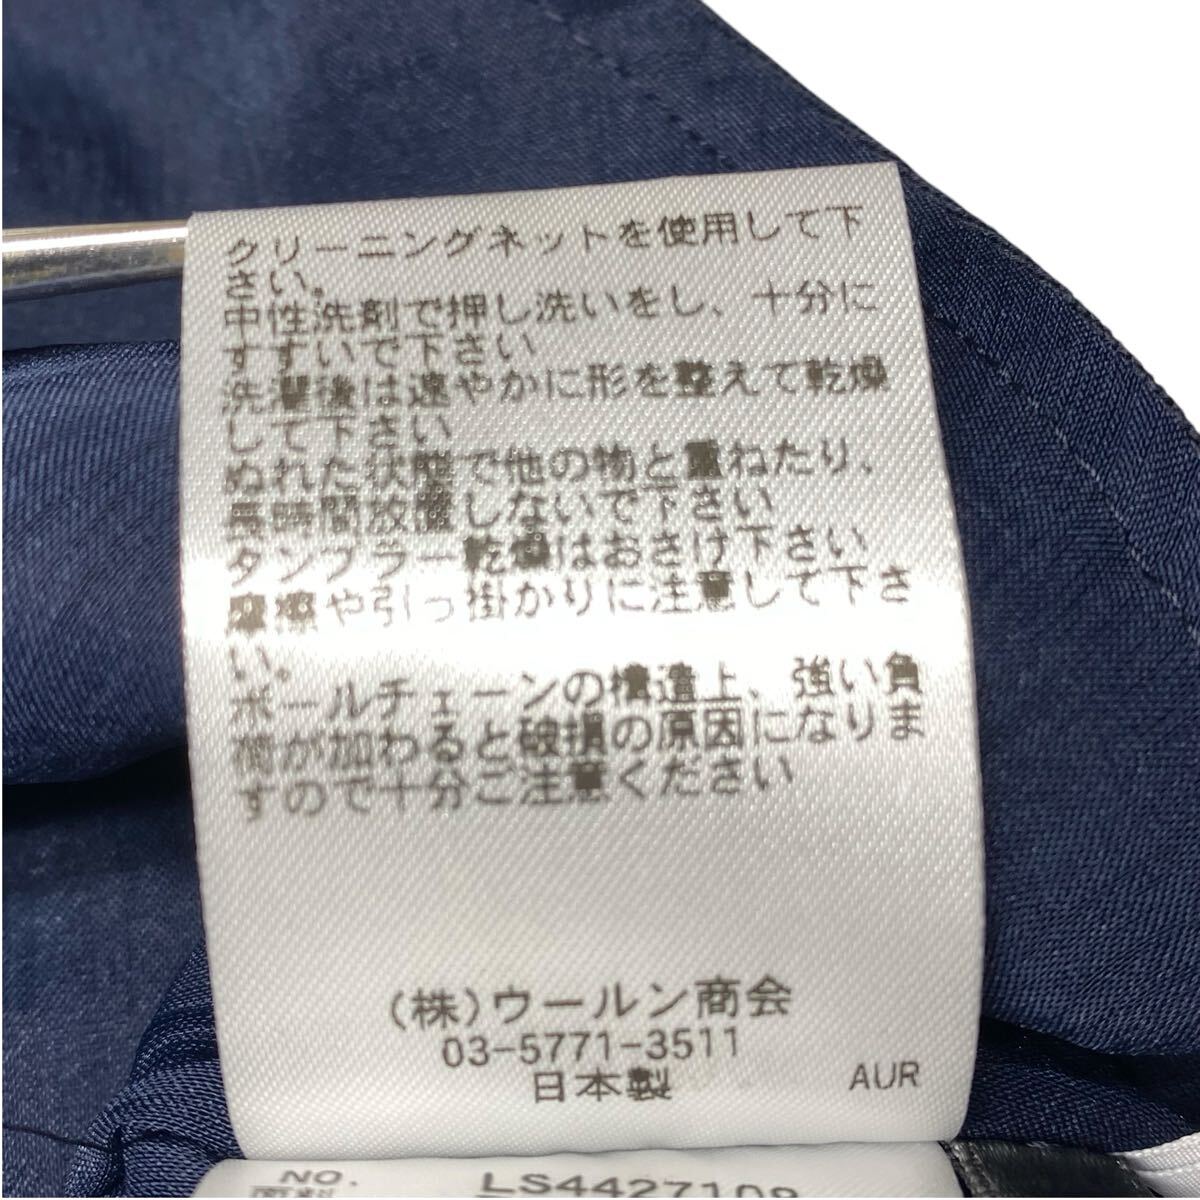 クリーニングネットを使用して下
さい。
中性洗剤で押し洗いをし、十分に
すすいで下さい
洗濯後は速やかに形を整えて乾燥
して下さい
ぬれた状態で他の物と重ねたり、
長時間放置しないで下さい
タンブラー乾燥はおさけ下さい
摩擦や引っ掛かりに注意して下さ
い。
ボールチェーンの構造上、強い負
荷が加わると破損の原因になりま
すので十分ご注意ください
(株)ウールン商会
03-5771-3511
日本製 AUR
NO. LS4427109